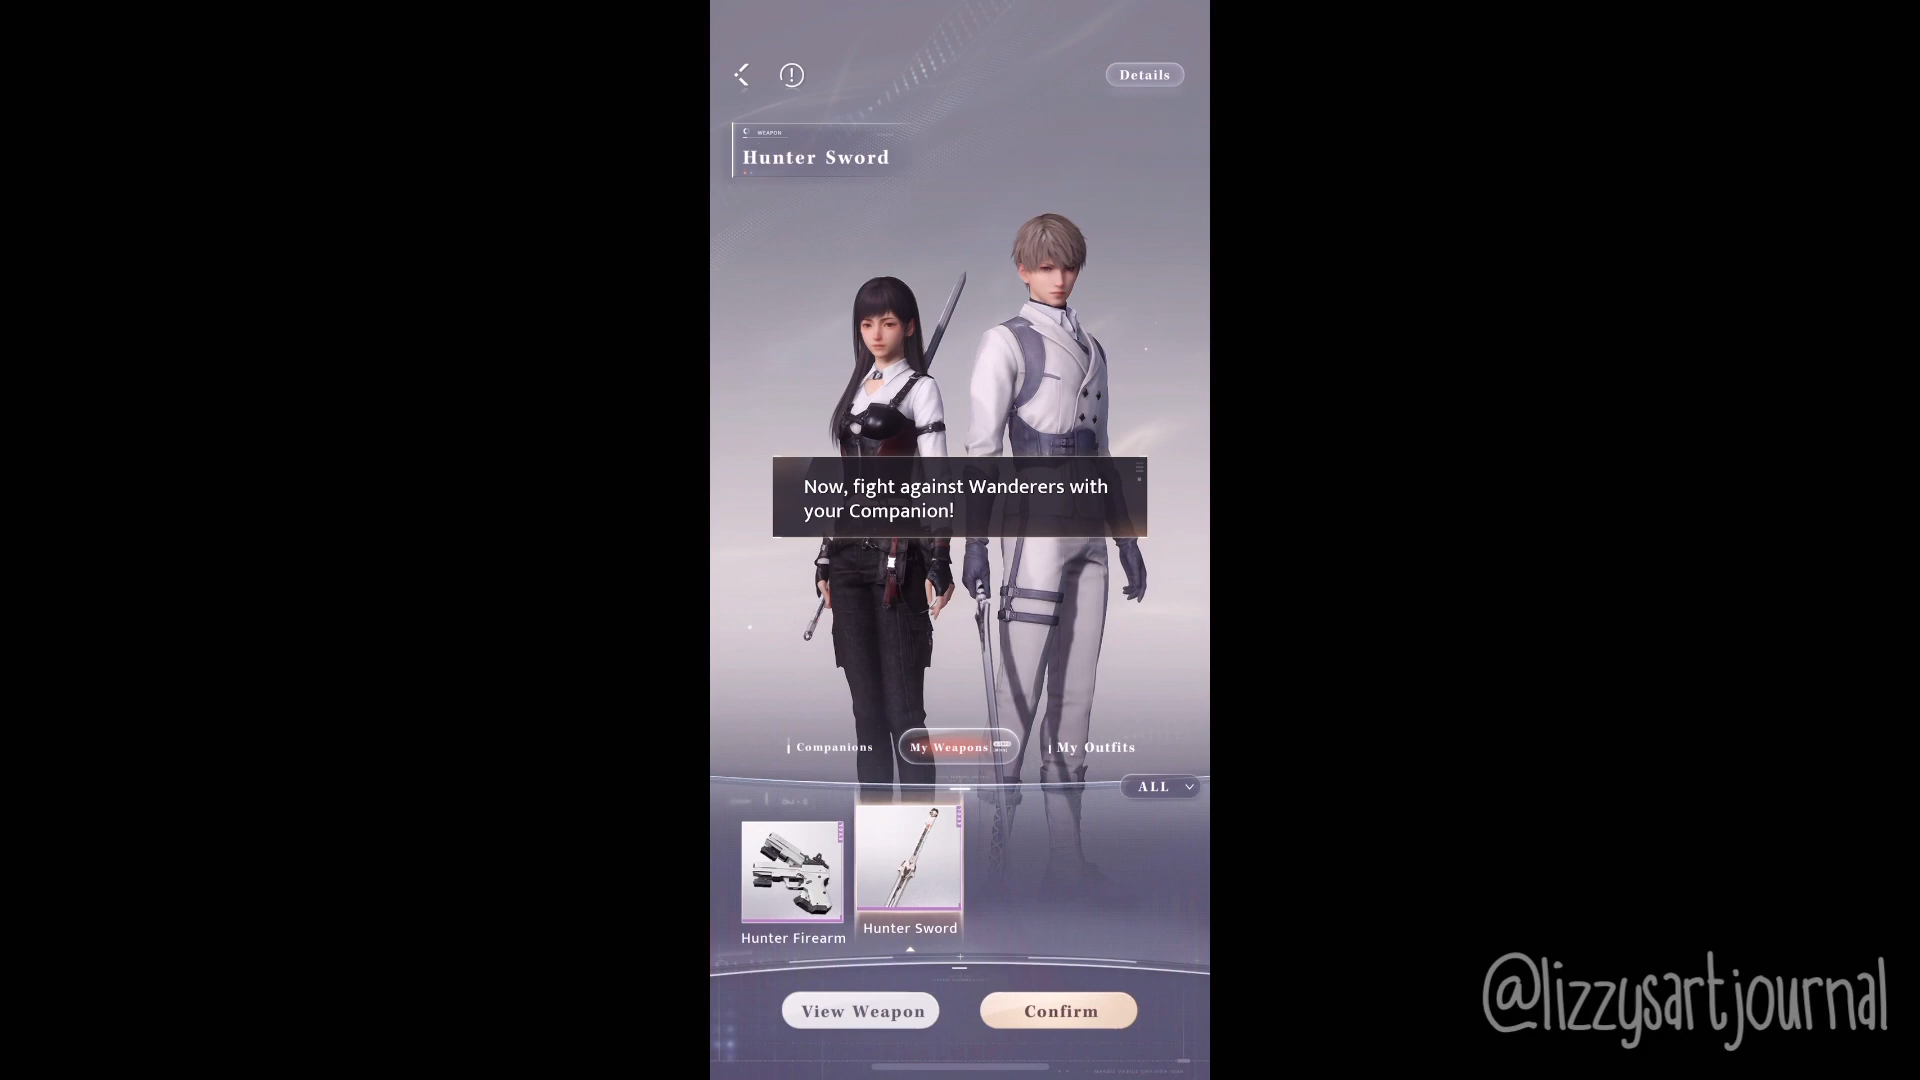 Details
WEAPON
Hunter Sword
Now, fight against Wanderers with
your Companion!
Companions
My Weapons
My Outfits
ALL
Hunter Firearm
Hunter Sword
View Weapon
Confirm
@lizzysartjournal